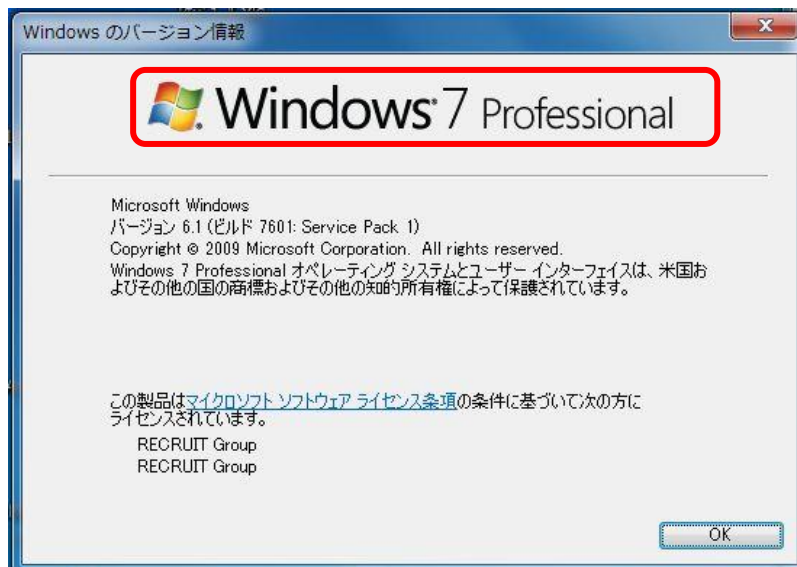 Windows のバージョン情報
Windows 7 Professional
Microsoft Windows
バージョン 6.1 (ビルド 7601: Service Pack 1)
Copyright © 2009 Microsoft Corporation. All rights reserved.
Windows 7 Professional オペレーティング システムとユーザー インターフェイスは、米国お
よびその他の国の商標およびその他の知的所有権によって保護されています。
この製品はマイクロソフト ソフトウェア ライセンス条項の条件に基づいて次の方に
ライセンスされています。
RECRUIT Group
RECRUIT Group
OK